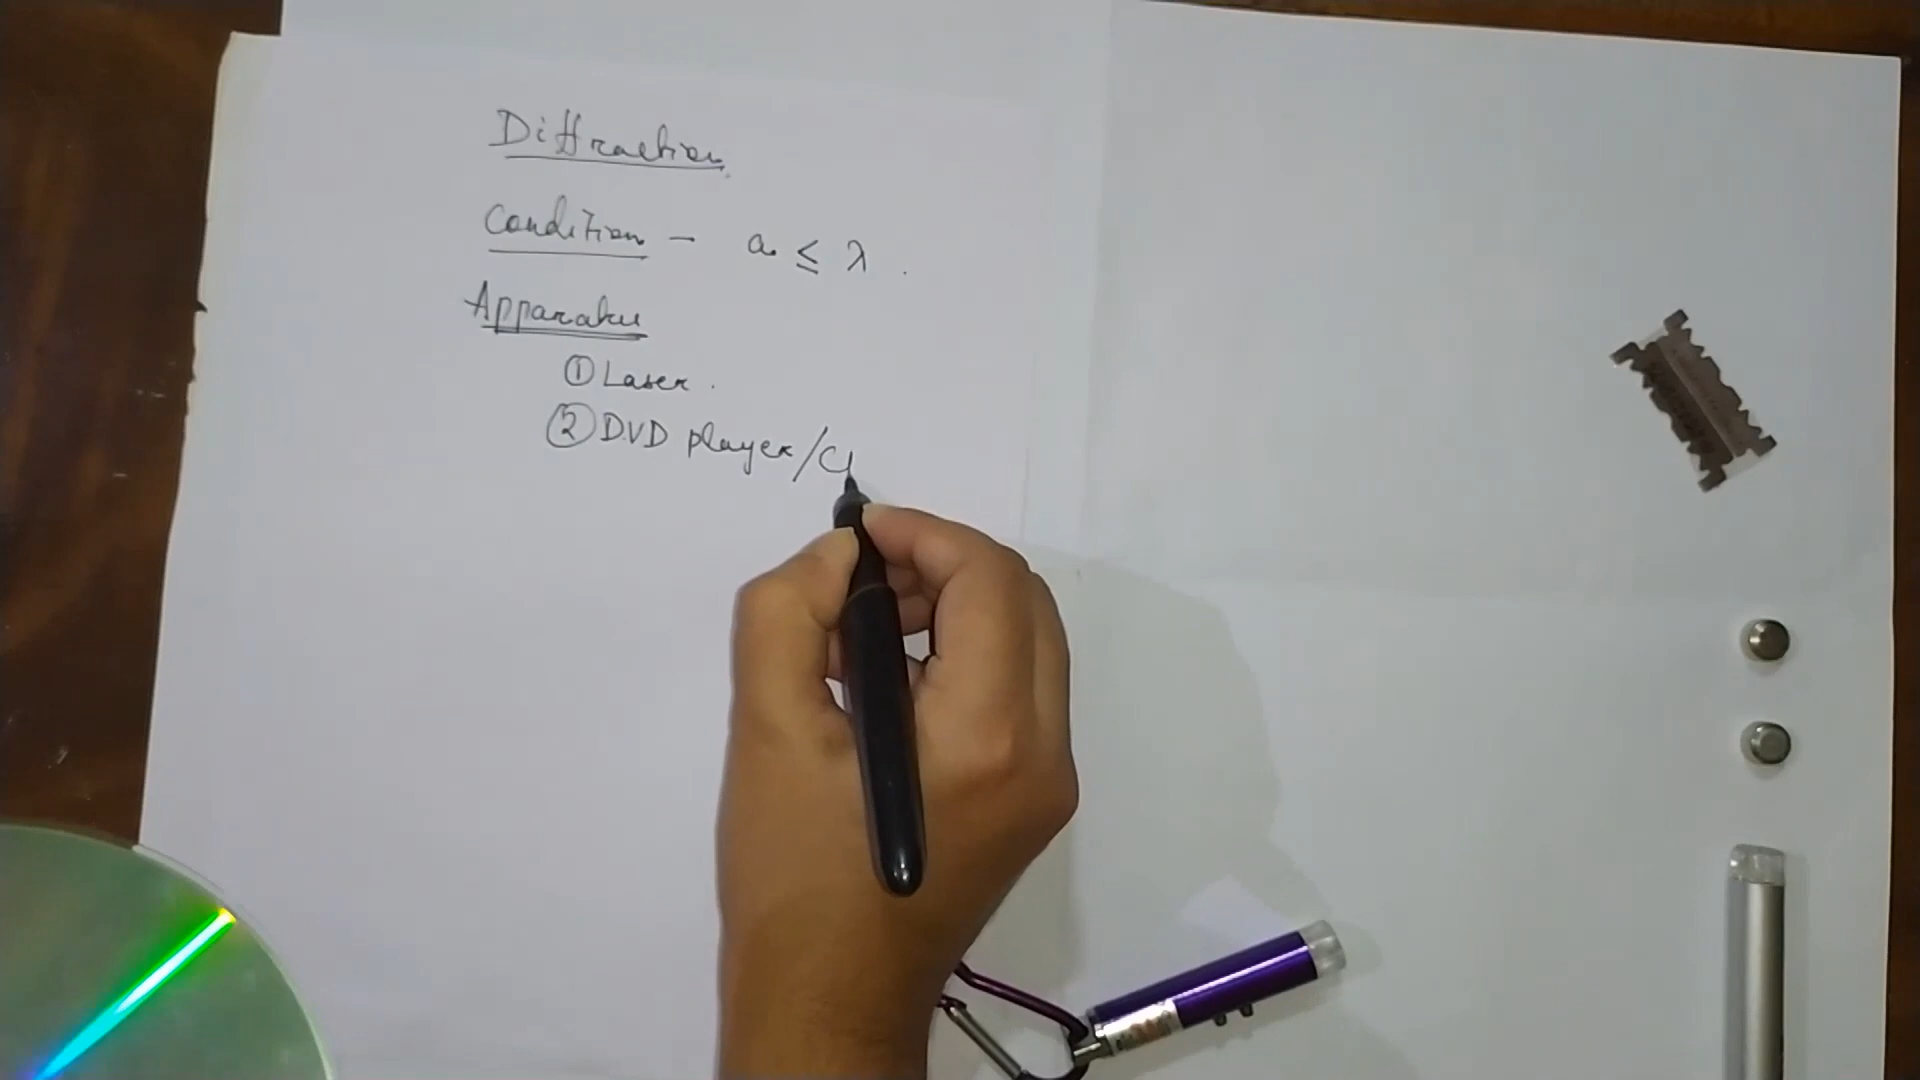 Diffraction
Condition - a ≤ λ.
Apparatus
① Laser.
② DVD player/C